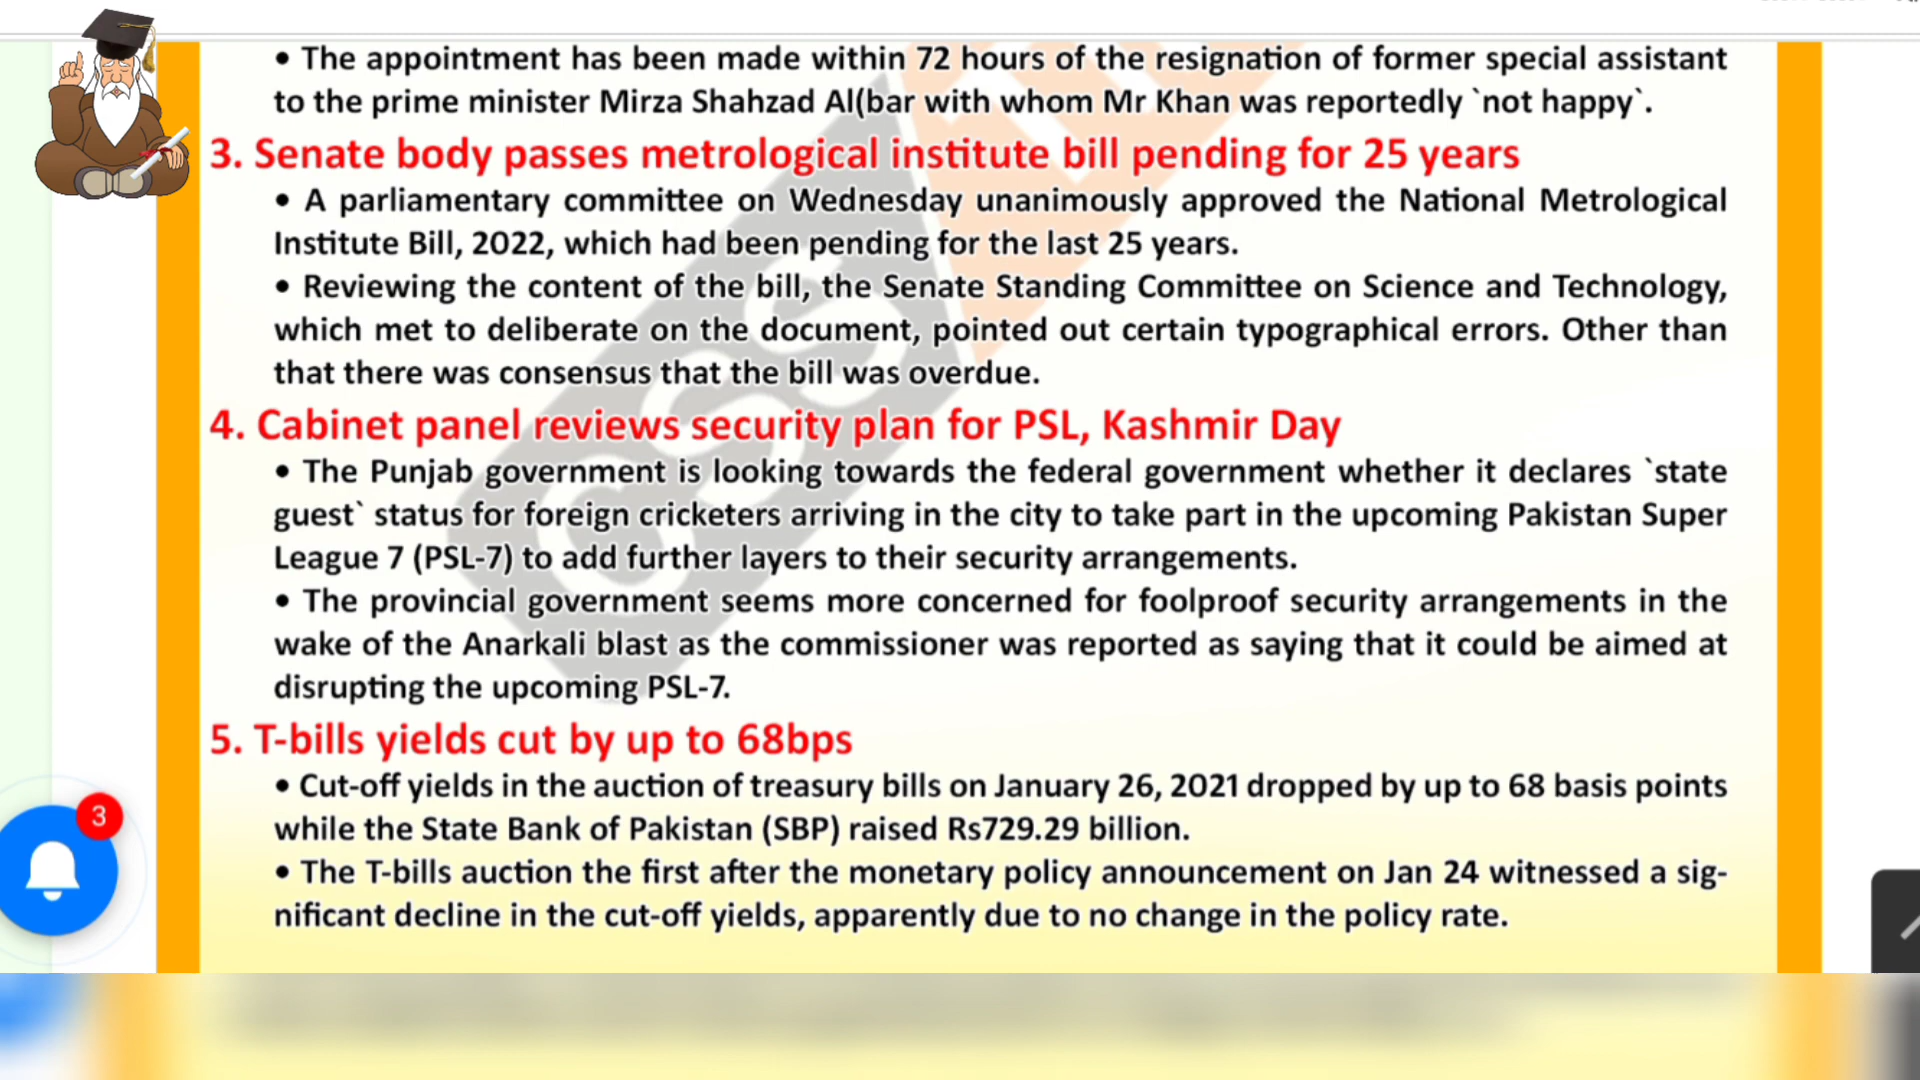 • The appointment has been made within 72 hours of the resignation of former special assistant
to the prime minister Mirza Shahzad Al(bar with whom Mr Khan was reportedly `not happy`.
3. Senate body passes metrological institute bill pending for 25 years
• A parliamentary committee on Wednesday unanimously approved the National Metrological
Institute Bill, 2022, which had been pending for the last 25 years.
• Reviewing the content of the bill, the Senate Standing Committee on Science and Technology,
which met to deliberate on the document, pointed out certain typographical errors. Other than
that there was consensus that the bill was overdue.
4. Cabinet panel reviews security plan for PSL, Kashmir Day
• The Punjab government is looking towards the federal government whether it declares `state
guest` status for foreign cricketers arriving in the city to take part in the upcoming Pakistan Super
League 7 (PSL-7) to add further layers to their security arrangements.
• The provincial government seems more concerned for foolproof security arrangements in the
wake of the Anarkali blast as the commissioner was reported as saying that it could be aimed at
disrupting the upcoming PSL-7.
5. T-bills yields cut by up to 68bps
• Cut-off yields in the auction of treasury bills on January 26, 2021 dropped by up to 68 basis points
while the State Bank of Pakistan (SBP) raised Rs729.29 billion.
• The T-bills auction the first after the monetary policy announcement on Jan 24 witnessed a sig-
nificant decline in the cut-off yields, apparently due to no change in the policy rate.
3